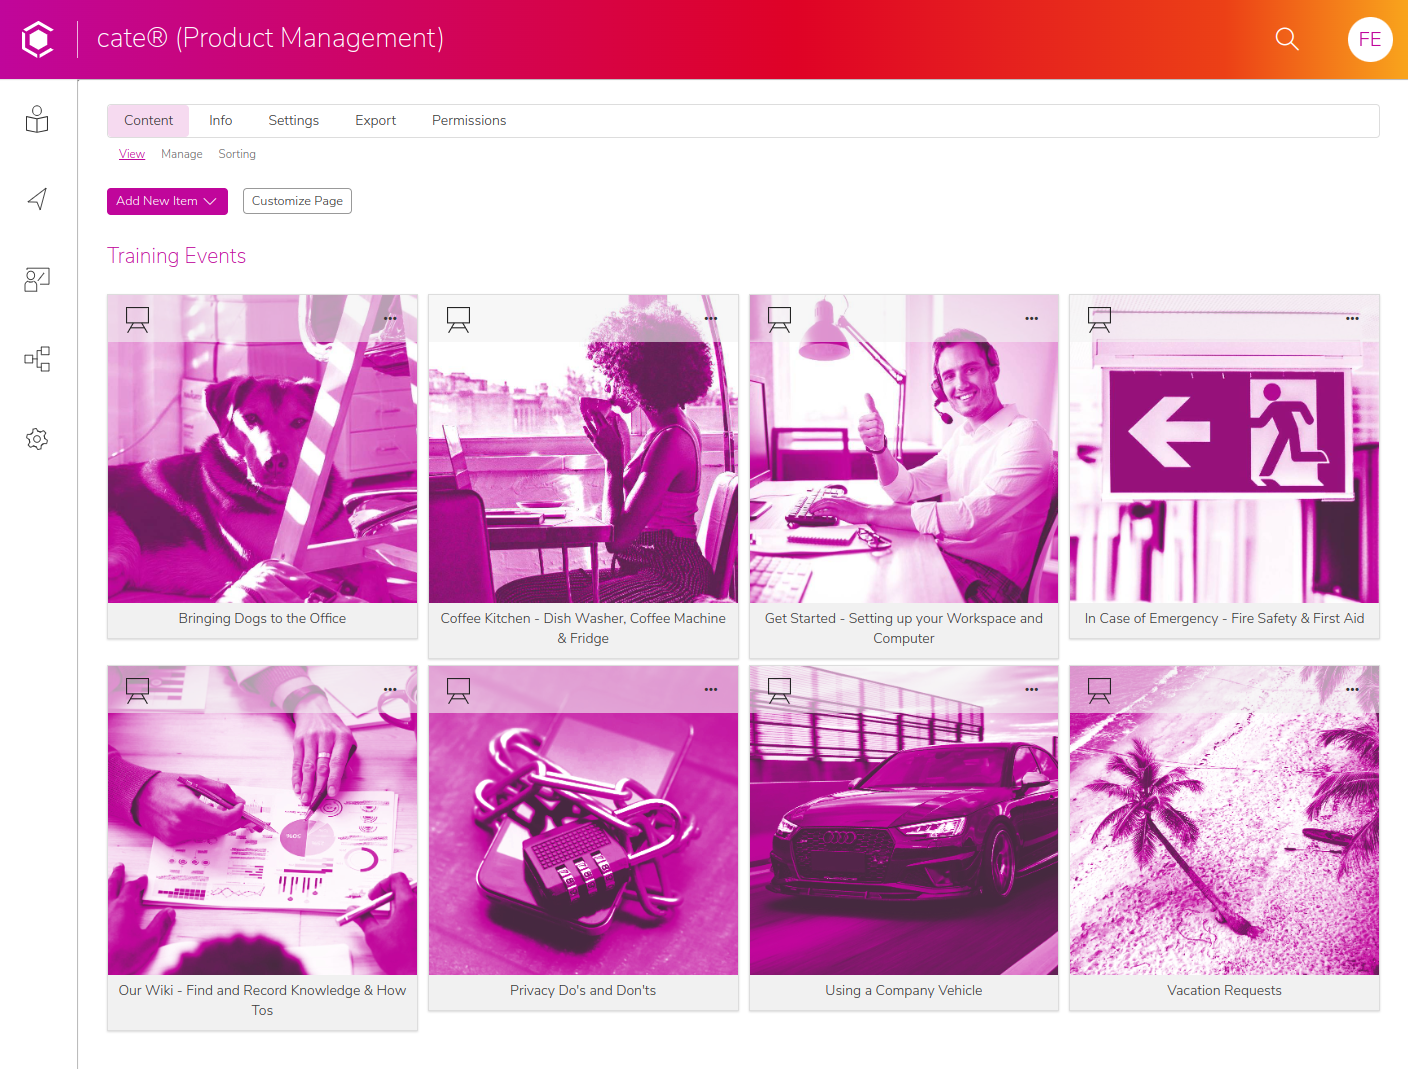 cate® (Product Management)
FE
Content Info Settings Export Permissions
View Manage Sorting
Add New Item Customize Page
Training Events
Bringing Dogs to the Office
Coffee Kitchen - Dish Washer, Coffee Machine
& Fridge
Get Started - Setting up your Workspace and
Computer
In Case of Emergency - Fire Safety & First Aid
Our Wiki - Find and Record Knowledge & How
Tos
Privacy Do's and Don'ts
Using a Company Vehicle
Vacation Requests